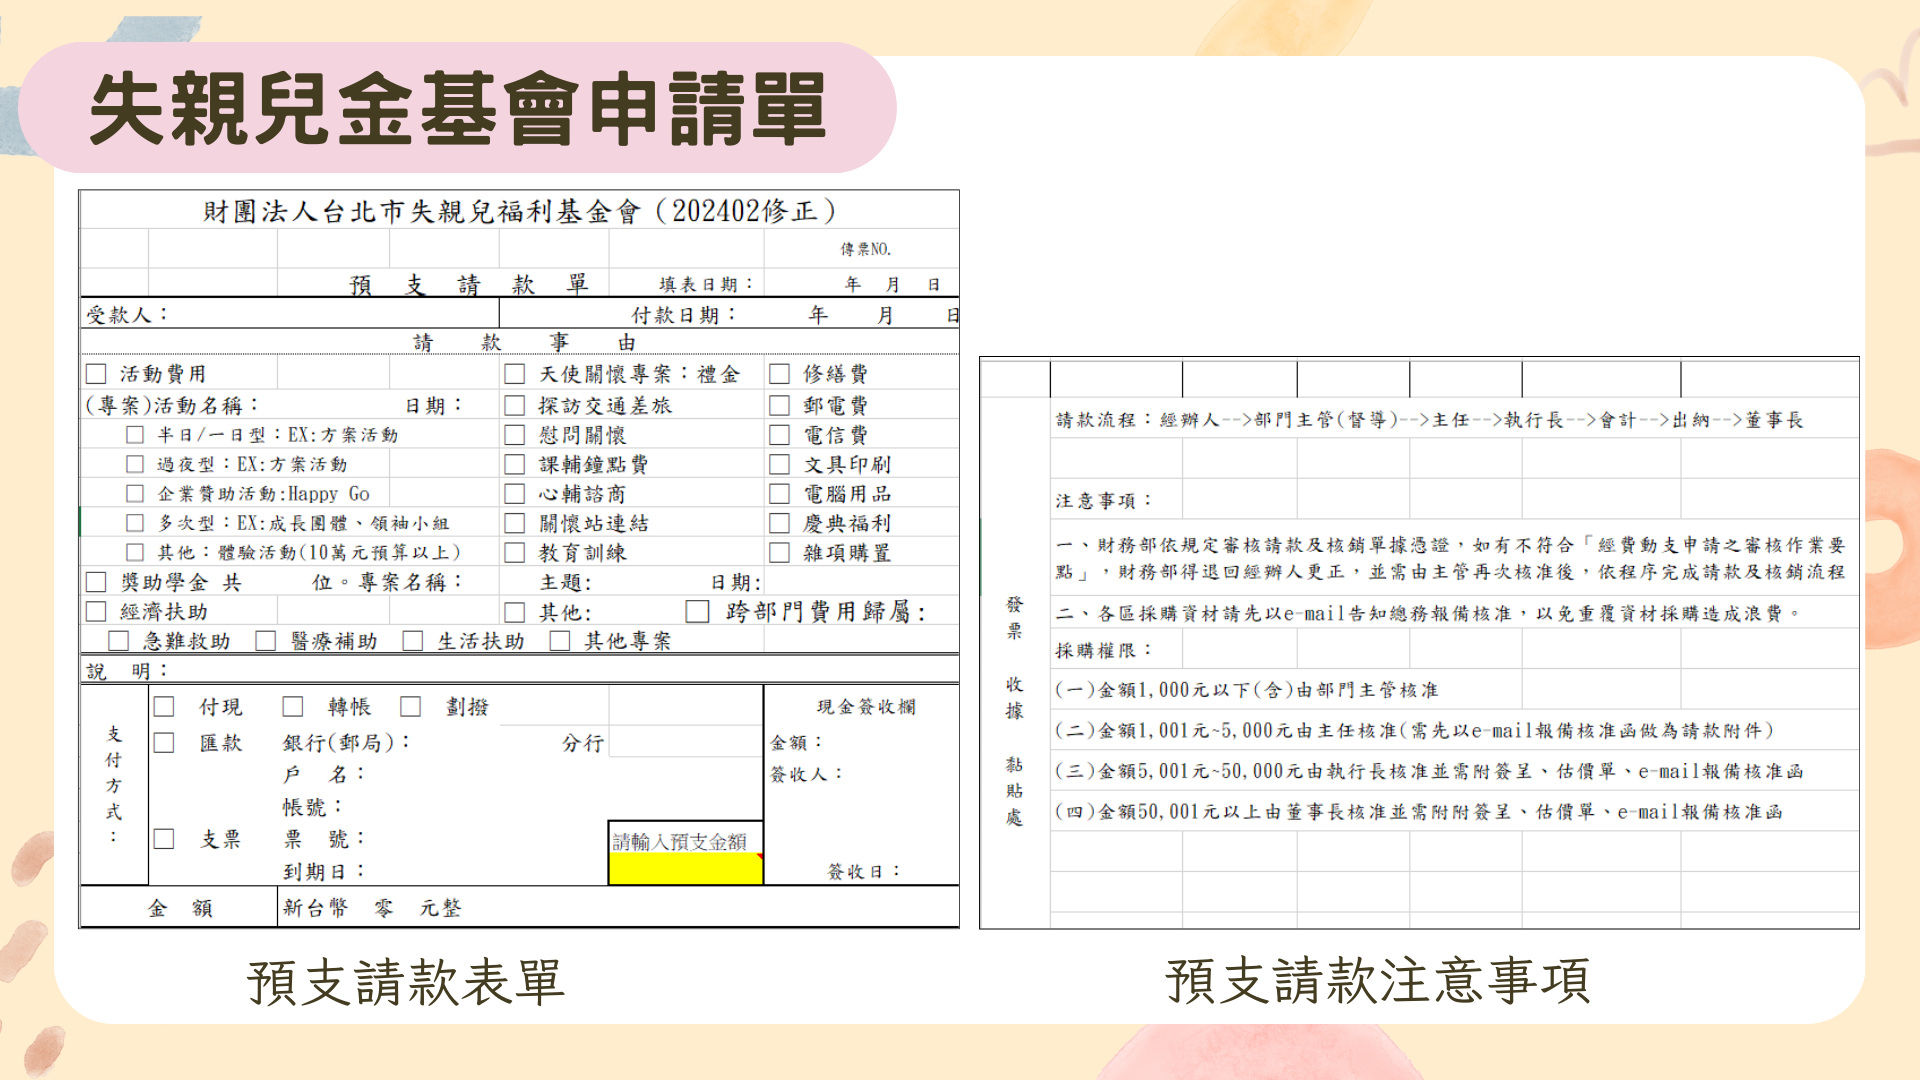 失親兒金基會申請單
財團法人台北市失親兒福利基金會（202402修正）
傳票NO.
預 支 請 款 單 填表日期： 年 月 日
受款人： 付款日期： 年 月 日
請 款 事 由
□ 活動費用 □ 天使關懷專案：禮金 □ 修繕費
(專案)活動名稱： 日期： □ 探訪交通差旅 □ 郵電費
□ 半日/一日型：EX:方案活動 □ 慰問關懷 □ 電信費
□ 過夜型：EX:方案活動 □ 課輔鐘點費 □ 文具印刷
□ 企業贊助活動:Happy Go □ 心輔諮商 □ 電腦用品
□ 多次型：EX:成長團體、領袖小組 □ 關懷站連結 □ 慶典福利
□ 其他：體驗活動(10萬元預算以上) □ 教育訓練 □ 雜項購置
□ 獎助學金 共 位。專案名稱： 主題: 日期:
□ 經濟扶助 □ 其他: □ 跨部門費用歸屬:
□ 急難救助 □ 醫療補助 □ 生活扶助 □ 其他專案
說 明：
支付方式：
□ 付現 □ 轉帳 □ 劃撥 現金簽收欄
□ 匯款 銀行(郵局)： 分行 金額：
戶 名： 簽收人：
帳號：
□ 支票 票 號： 請輸入預支金額
到期日： 簽收日：
金 額 新台幣 零 元整
預支請款表單
發票 收據 黏貼處
請款流程：經辦人-->部門主管(督導)-->主任-->執行長-->會計-->出納-->董事長
注意事項：
一、財務部依規定審核請款及核銷單據憑證，如有不符合「經費動支申請之審核作業要
點」，財務部得退回經辦人更正，並需由主管再次核准後，依程序完成請款及核銷流程
二、各區採購資材請先以e-mail告知總務報備核准，以免重覆資材採購造成浪費。
採購權限：
(一)金額1,000元以下(含)由部門主管核准
(二)金額1,001元~5,000元由主任核准(需先以e-mail報備核准函做為請款附件)
(三)金額5,001元~50,000元由執行長核准並需附簽呈、估價單、e-mail報備核准函
(四)金額50,001元以上由董事長核准並需附附簽呈、估價單、e-mail報備核准函
預支請款注意事項